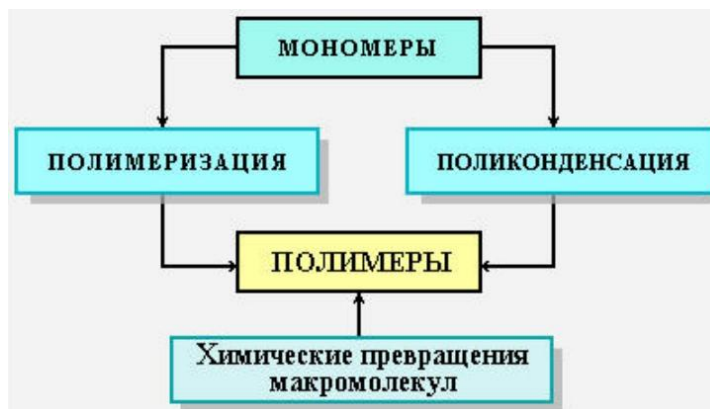 МОНОМЕРЫ
ПОЛИМЕРИЗАЦИЯ
ПОЛИКОНДЕНСАЦИЯ
ПОЛИМЕРЫ
Химические превращения
макромолекул